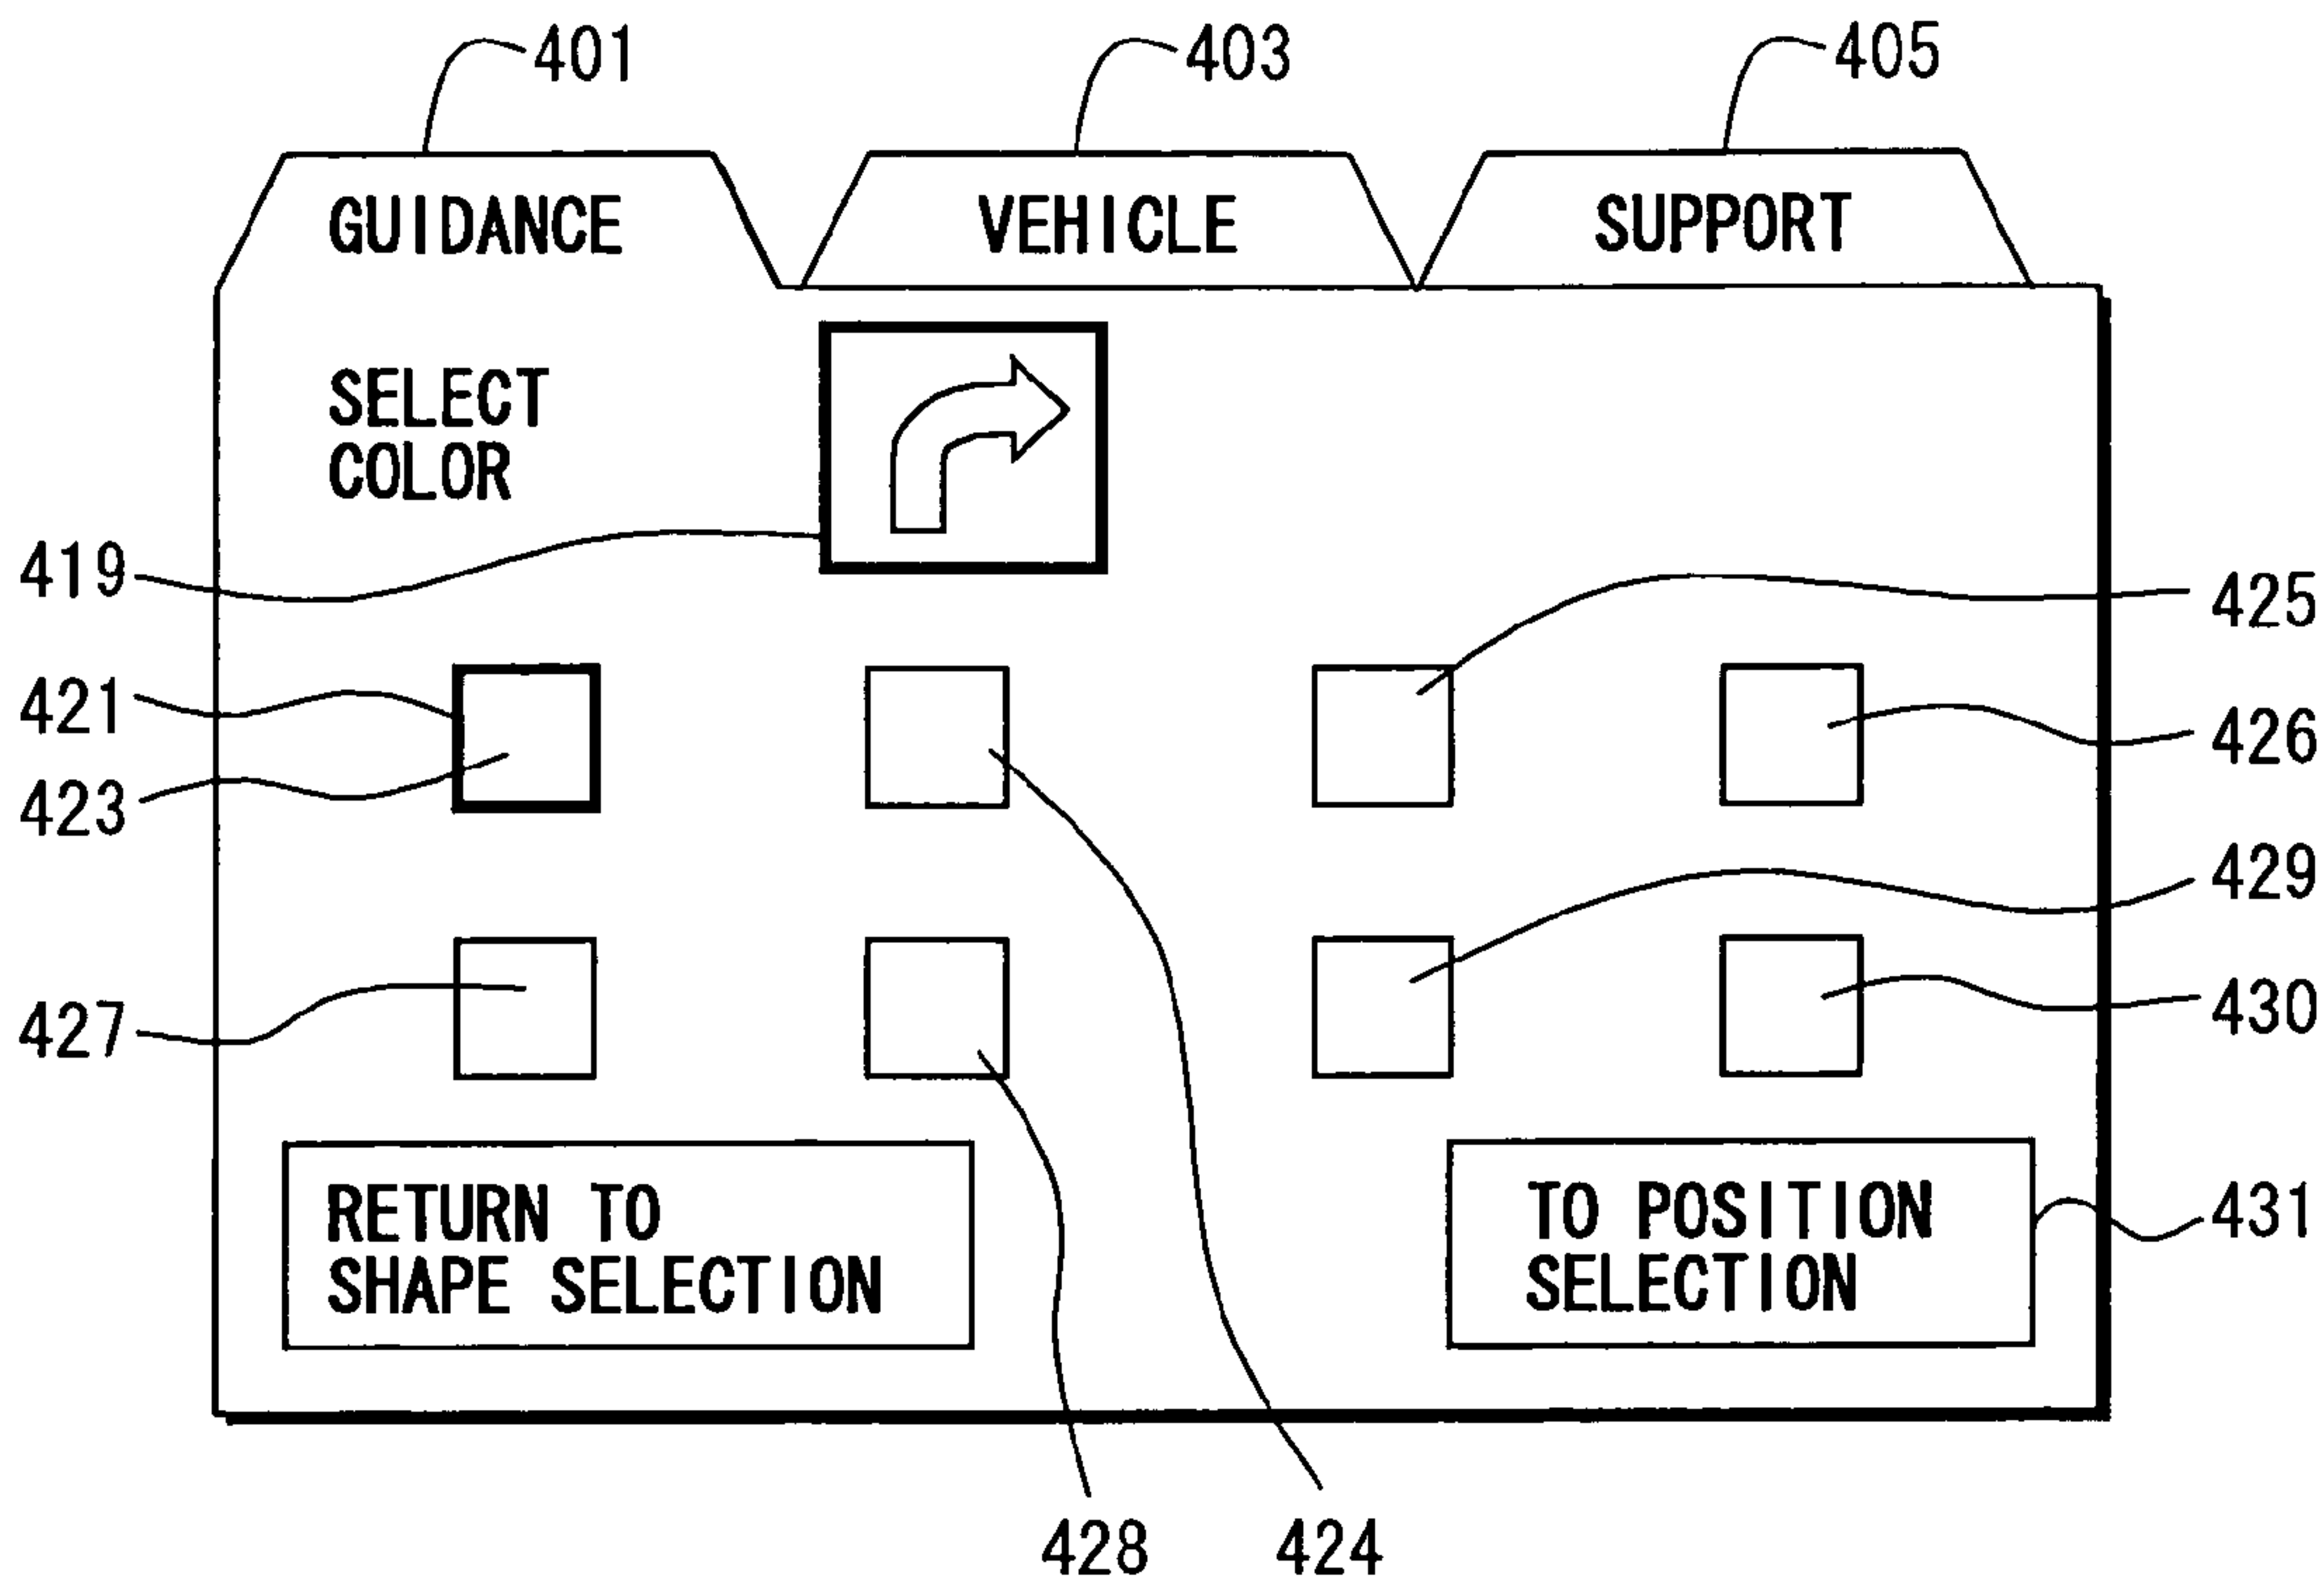 401
403
405
GUIDANCE
VEHICLE
SUPPORT
SELECT
COLOR
419
425
421
426
423
429
427
430
RETURN TO
SHAPE SELECTION
TO POSITION
SELECTION
431
428
424